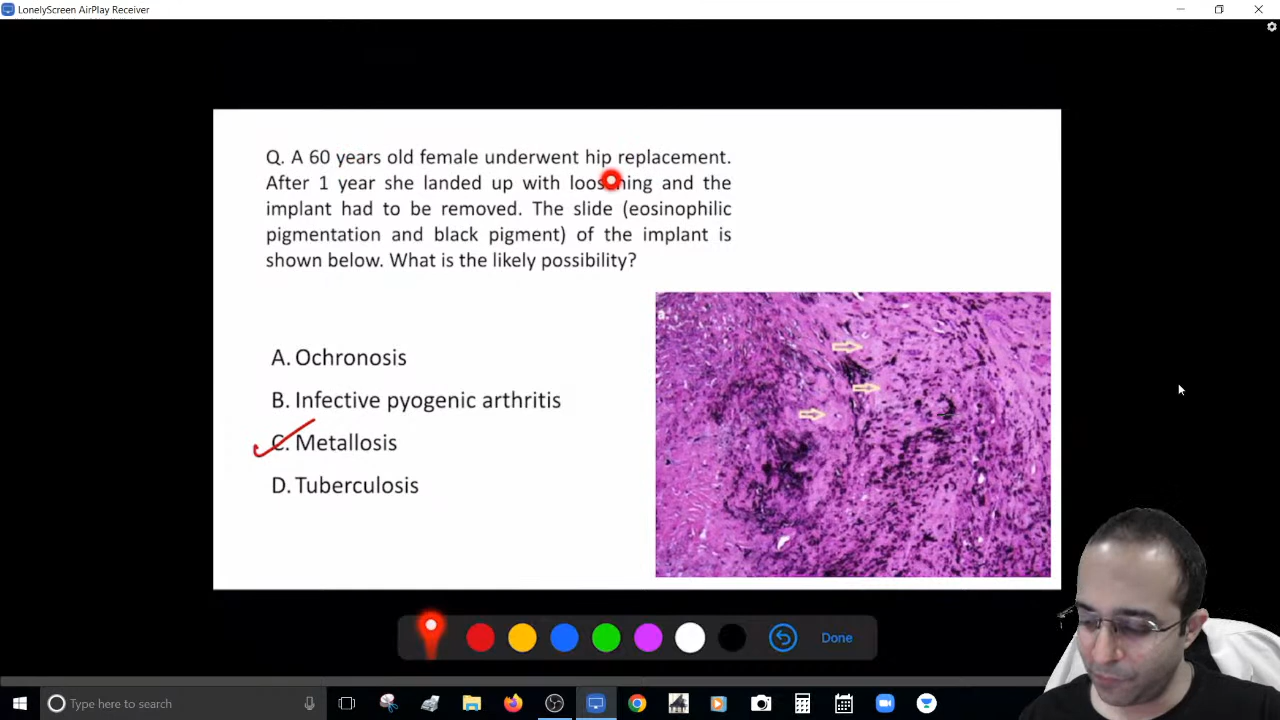 LonelyScreen AirPlay Receiver
Q. A 60 years old female underwent hip replacement.
After 1 year she landed up with and the
implant had to be removed. The slide (eosinophilic
pigmentation and black pigment) of the implant is
shown below. What is the likely possibility?
a
A. Ochronosis
B. Infective pyogenic arthritis
C. Metallosis
D. Tuberculosis
Done
Type here to search